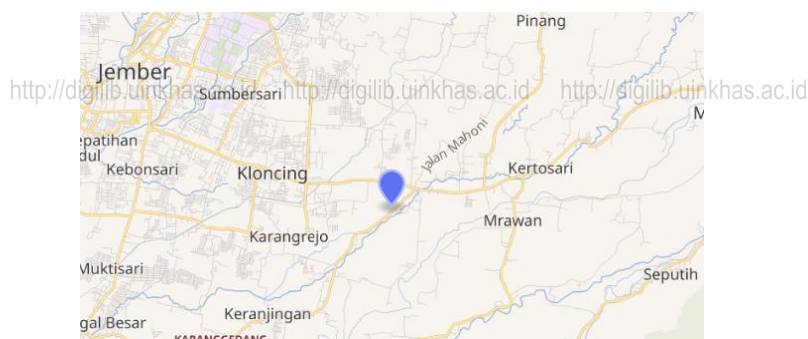 Pinang
Jember
http://digilib.uinkhas.ac.id http://digilib.uinkhas.ac.id http://digilib.uinkhas.ac.id
Sumbersari
M
epatihan
dul
Jalan Mahoni
Kebonsari
Kloncing
Kertosari
Mrawan
Karangrejo
Muktisari
Seputih
Keranjingan
gal Besar
KARANGGEDANG